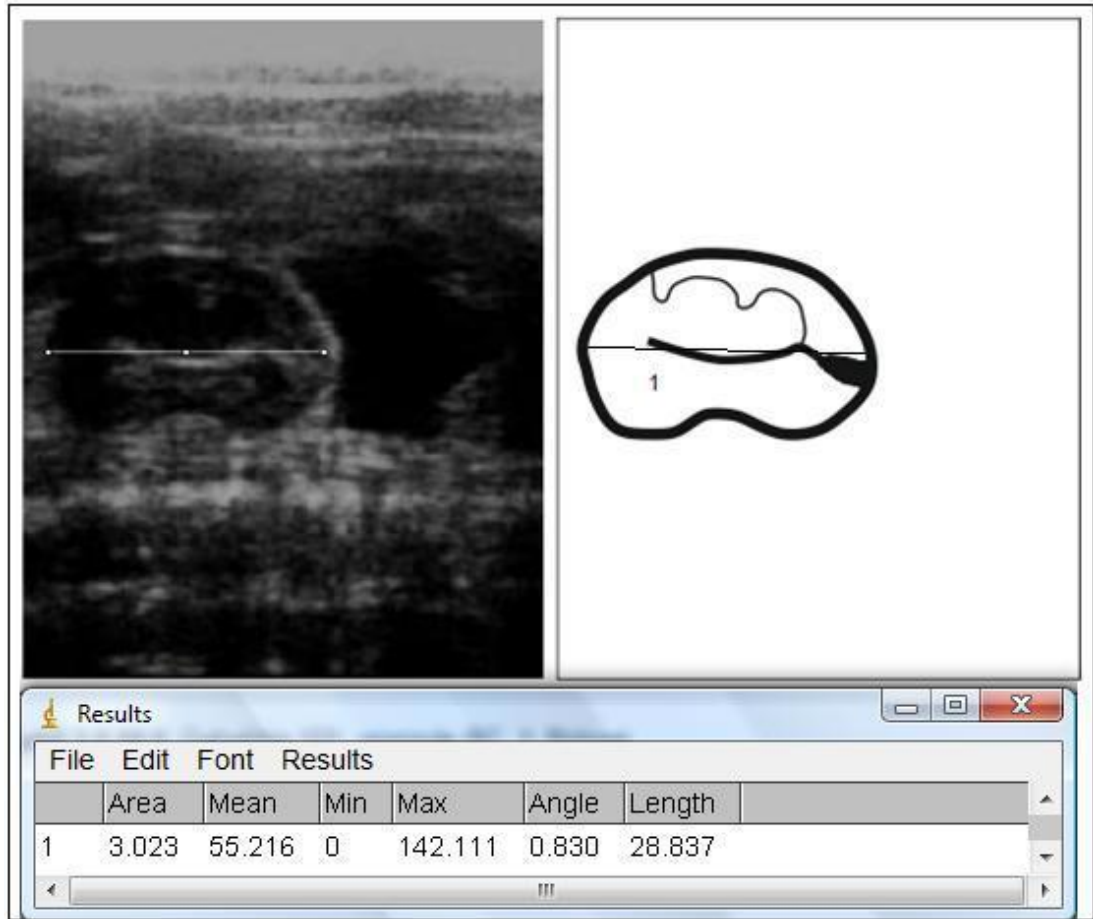 1
Results
File Edit Font Results
Area Mean Min Max Angle Length
1 3.023 55.216 0 142.111 0.830 28.837